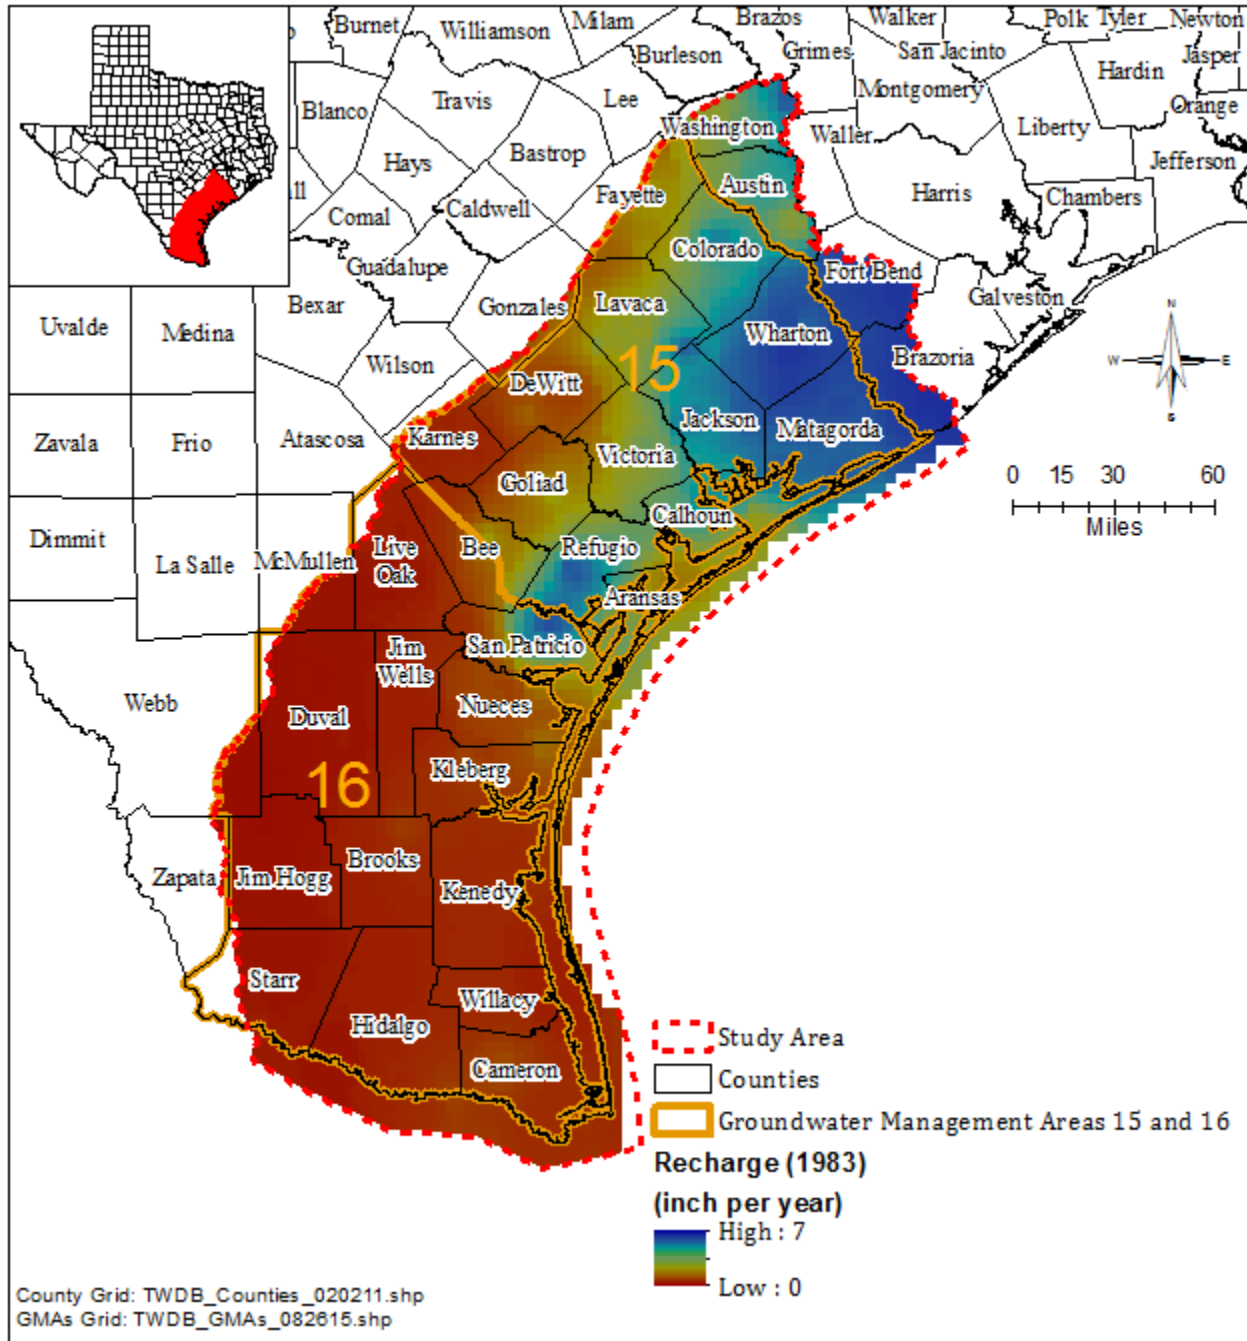 Burnet
Williamson
Milam
Brazos
Walker
Polk
Tyler
Newton
Grimes
San Jacinto
Jasper
Burleson
Hardin
Montgomery
Blanco
Travis
Lee
Orange
Washington
Waller
Liberty
Hays
Bastrop
Jefferson
Fayette
Austin
Harris
Chambers
Comal
Caldwell
Colorado
Guadalupe
Fort Bend
Bexar
Gonzales
Lavaca
Galveston
Uvalde
Medina
Wharton
Wilson
15
Brazoria
N
W
E
S
DeWitt
Zavala
Frio
Atascosa
Karnes
Jackson
Matagorda
Victoria
Goliad
0 15 30 60
Miles
Calhoun
Dimmit
La Salle
McMullen
Live
Oak
Bee
Refugio
Aransas
San Patricio
Jim
Wells
Webb
Duval
Nueces
16
Kleberg
Zapata
Jim Hogg
Brooks
Kenedy
Starr
Willacy
Hidalgo
Cameron
Study Area
Counties
Groundwater Management Areas 15 and 16
Recharge (1983)
(inch per year)
High : 7
Low : 0
County Grid: TWDB_Counties_020211.shp
GMAs Grid: TWDB_GMAs_082615.shp